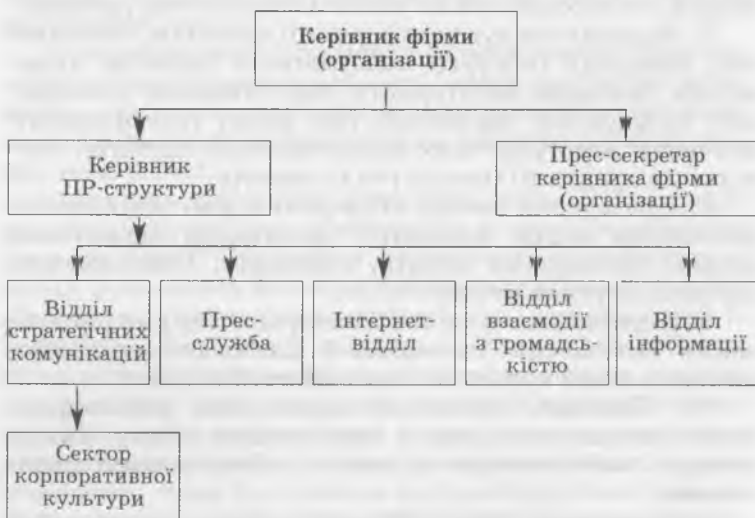 Керівник фірми
(організації)
Керівник
ПР-структури
Прес-секретар
керівника фірми
(організації)
Відділ
стратегічних
комунікацій
Прес-
служба
Інтернет-
відділ
Відділ
взаємодії
з громадсь-
кістю
Відділ
інформації
Сектор
корпоративної
культури